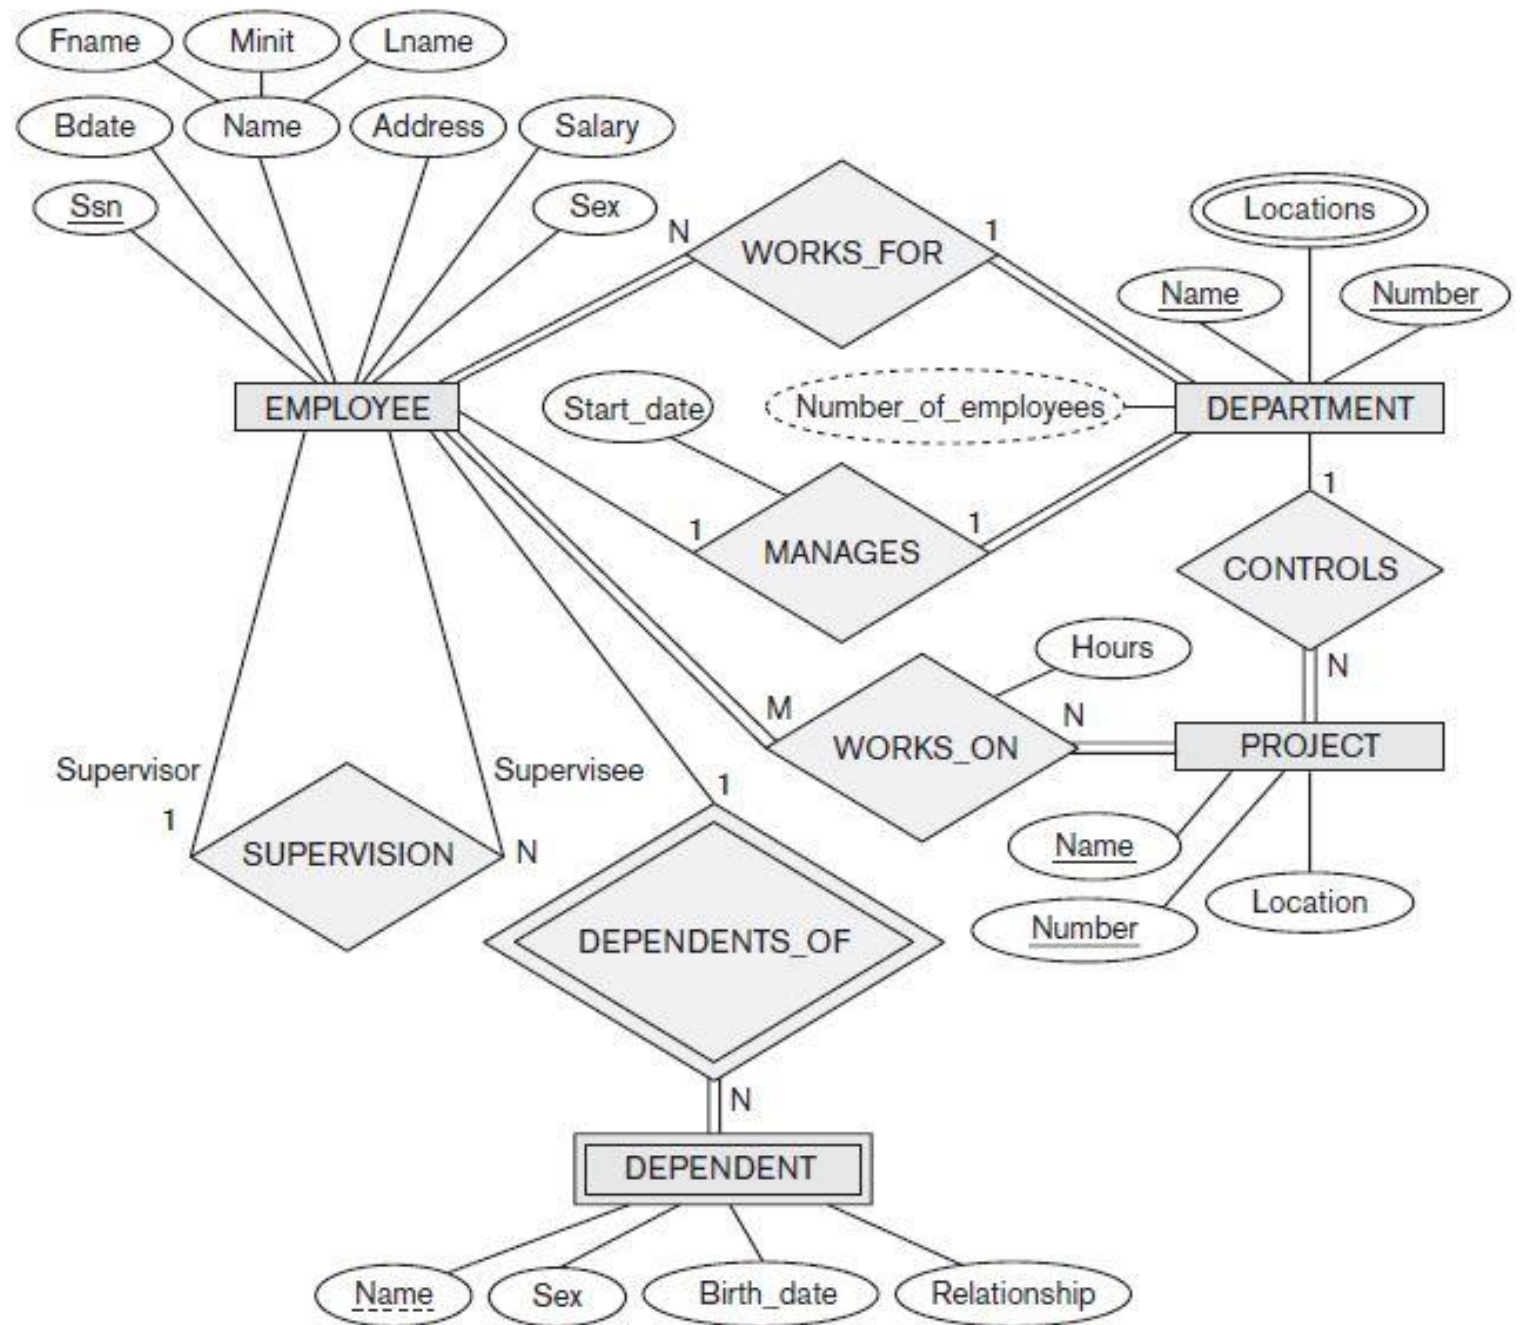 Fname Minit Lname
Bdate Name Address Salary
Ssn Sex
N WORKS_FOR 1
Locations
Name Number
EMPLOYEE Start_date Number_of_employees DEPARTMENT
1 MANAGES 1
1
CONTROLS
N
Hours
M WORKS_ON N
PROJECT
Supervisor Supervisee
1 SUPERVISION N
1
Name
Number
Location
DEPENDENTS_OF
N
DEPENDENT
Name Sex Birth_date Relationship